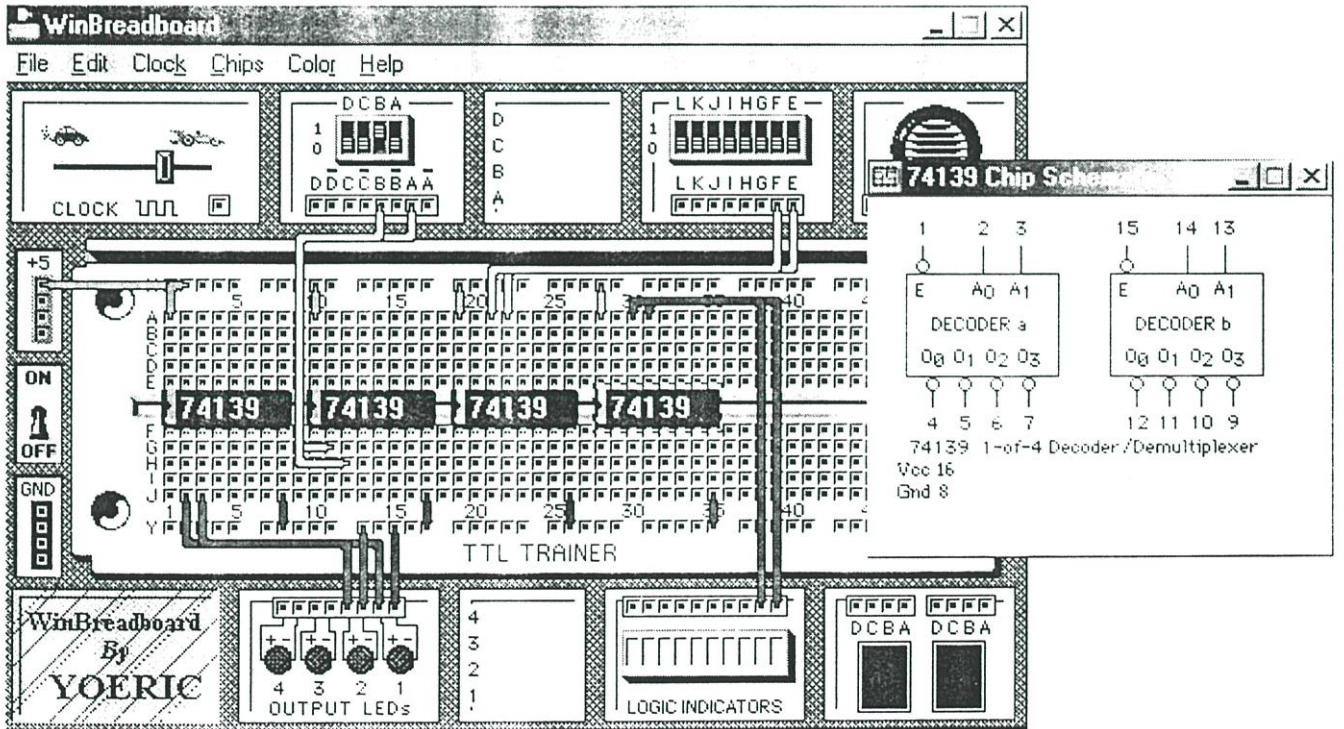 WinBreadboard
File Edit Clock Chips Color Help
DCBA
1
0
D D̅ C C̅ B B̅ A A̅
CLOCK
D
C
B
A
LKJIHGFE
1
0
LKJIHGFE
74139 Chip Sche
1 2 3 15 14 13
E A0 A1 E A0 A1
DECODER a DECODER b
O0 O1 O2 O3 O0 O1 O2 O3
4 5 6 7 12 11 10 9
74139 1-of-4 Decoder/Demultiplexer
Vcc 16
Gnd 8
+5
ON
OFF
GND
5 10 15 20 25 40
A
B
C
D
E
74139 74139 74139 74139
F
G
H
I
J
1 5 10 15 20 25 30 35 40
Y
TTL TRAINER
WinBreadboard
By
YOERIC
+- +- +- +-
4 3 2 1
OUTPUT LEDs
4
3
2
1
LOGIC INDICATORS
DCBA DCBA